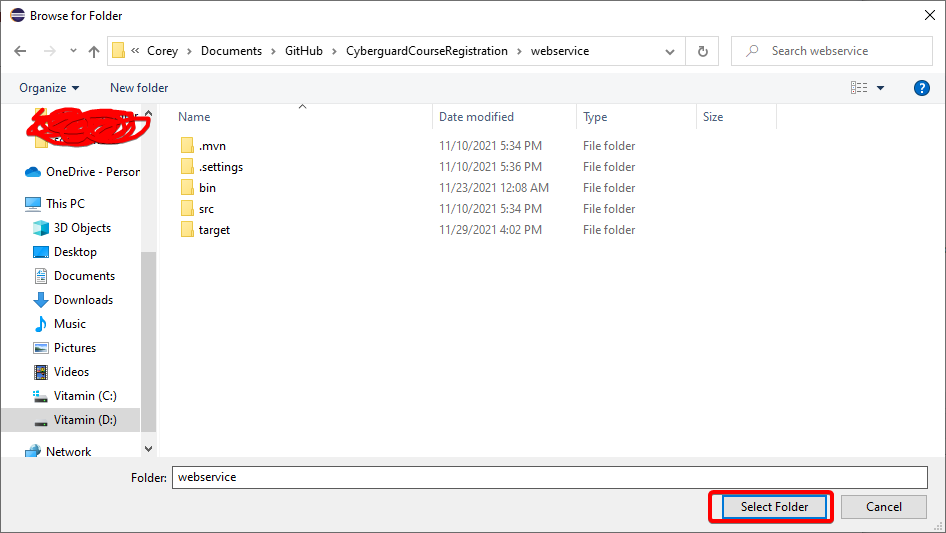 Browse for Folder
« Corey > Documents > GitHub > CyberguardCourseRegistration > webservice
Search webservice
Organize
New folder
Name
Date modified
Type
Size
.mvn 11/10/2021 5:34 PM File folder
.settings 11/10/2021 5:36 PM File folder
bin 11/23/2021 12:08 AM File folder
src 11/10/2021 5:34 PM File folder
target 11/29/2021 4:02 PM File folder
OneDrive - Person
This PC
3D Objects
Desktop
Documents
Downloads
Music
Pictures
Videos
Vitamin (C:)
Vitamin (D:)
Network
Folder: webservice
Select Folder
Cancel